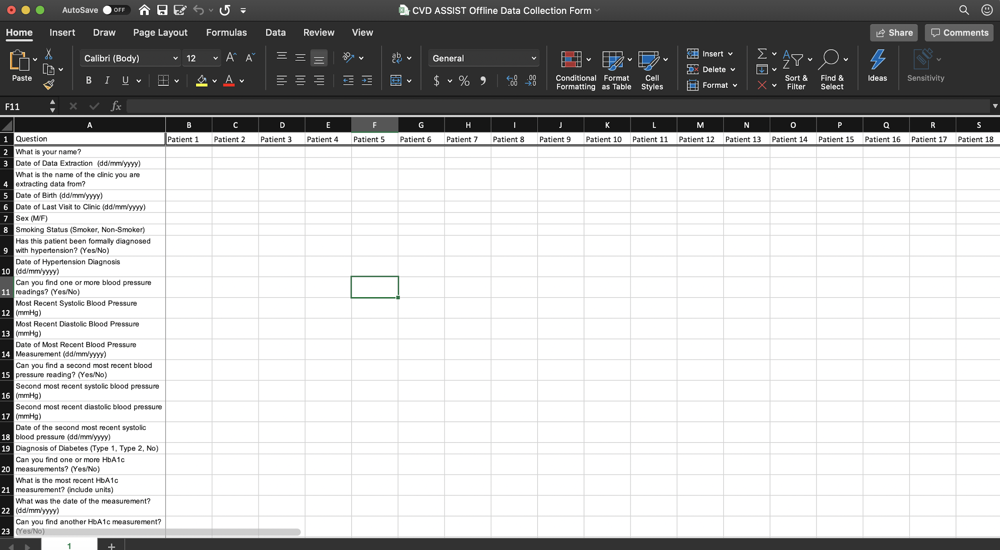 AutoSave OFF CVD ASSIST Offline Data Collection Form
Home Insert Draw Page Layout Formulas Data Review View Share Comments
Paste Calibri (Body) 12 General
Conditional Formatting Format as Table Cell Styles
Insert Delete Format
Sort & Filter Find & Select Ideas Sensitivity
F11 fx
A B C D E F G H I J K L M N O P Q R S
1 Question Patient 1 Patient 2 Patient 3 Patient 4 Patient 5 Patient 6 Patient 7 Patient 8 Patient 9 Patient 10 Patient 11 Patient 12 Patient 13 Patient 14 Patient 15 Patient 16 Patient 17 Patient 18
2 What is your name?
3 Date of Data Extraction (dd/mm/yyyy)
What is the name of the clinic you are
4 extracting data from?
5 Date of Birth (dd/mm/yyyy)
6 Date of Last Visit to Clinic (dd/mm/yyyy)
7 Sex (M/F)
8 Smoking Status (Smoker, Non-Smoker)
Has this patient been formally diagnosed
9 with hypertension? (Yes/No)
Date of Hypertension Diagnosis
10 (dd/mm/yyyy)
Can you find one or more blood pressure
11 readings? (Yes/No)
Most Recent Systolic Blood Pressure
12 (mmHg)
Most Recent Diastolic Blood Pressure
13 (mmHg)
Date of Most Recent Blood Pressure
14 Measurement (dd/mm/yyyy)
Can you find a second most recent blood
15 pressure reading? (Yes/No)
Second most recent systolic blood pressure
16 (mmHg)
Second most recent diastolic blood pressure
17 (mmHg)
Date of the second most recent systolic
18 blood pressure (dd/mm/yyyy)
19 Diagnosis of Diabetes (Type 1, Type 2, No)
Can you find one or more HbA1c
20 measurements? (Yes/No)
What is the most recent HbA1c
21 measurement? (include units)
What was the date of the measurement?
22 (dd/mm/yyyy)
Can you find another HbA1c measurement?
23 (Yes/No)
1 +